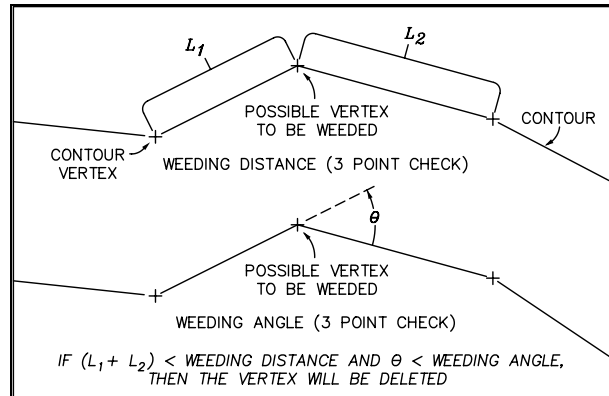 L1
L2
POSSIBLE VERTEX
TO BE WEEDED
CONTOUR
CONTOUR
VERTEX
WEEDING DISTANCE (3 POINT CHECK)
θ
POSSIBLE VERTEX
TO BE WEEDED
WEEDING ANGLE (3 POINT CHECK)
IF (L1 + L2) < WEEDING DISTANCE AND θ < WEEDING ANGLE,
THEN THE VERTEX WILL BE DELETED